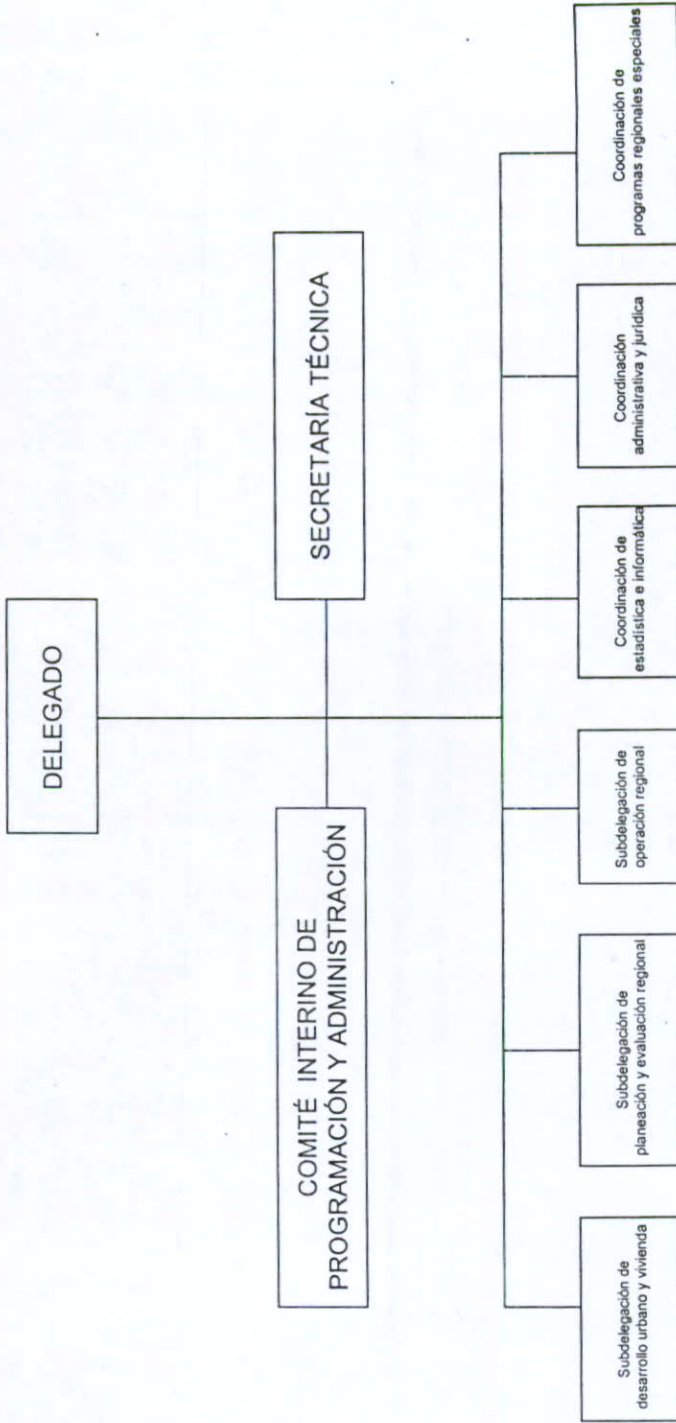 DELEGADO
COMITÉ INTERINO DE
PROGRAMACIÓN Y ADMINISTRACIÓN
SECRETARÍA TÉCNICA
Subdelegación de
desarrollo urbano y vivienda
Subdelegación de
planeación y evaluación regional
Subdelegación de
operación regional
Coordinación de
estadística e informática
Coordinación
administrativa y jurídica
Coordinación de
programas regionales especiales